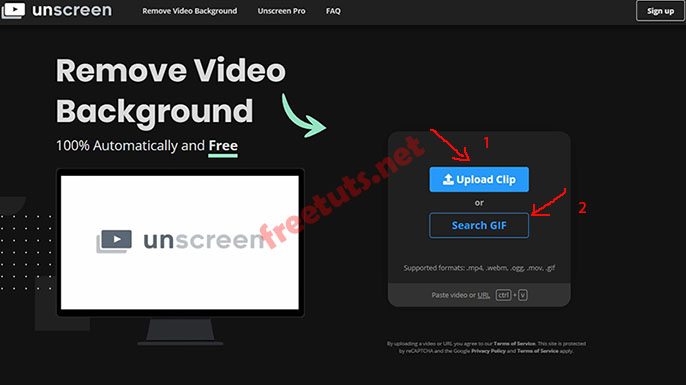 unscreen
Remove Video Background
Unscreen Pro
FAQ
Sign up
Remove Video
Background
100% Automatically and Free
unscreen
freetuts.net
1
Upload Clip
or
2
Search GIF
Supported formats: .mp4, .webm, .ogg, .mov, .gif
Paste video or URL ctrl + v
By uploading a video or URL you agree to our Terms of Service. This site is protected
by reCAPTCHA and the Google Privacy Policy and Terms of Service apply.